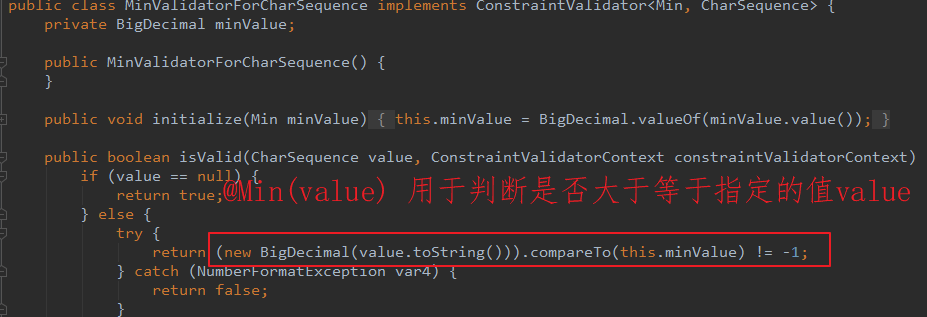 public class MinValidatorForCharSequence implements ConstraintValidator<Min, CharSequence> {
private BigDecimal minValue;
public MinValidatorForCharSequence() {
}
public void initialize(Min minValue) { this.minValue = BigDecimal.valueOf(minValue.value()); }
public boolean isValid(CharSequence value, ConstraintValidatorContext constraintValidatorContext)
if (value == null) {
return true;
@Min(value) 用于判断是否大于等于指定的值value
} else {
try {
return (new BigDecimal(value.toString())).compareTo(this.minValue) != -1;
} catch (NumberFormatException var4) {
return false;
}